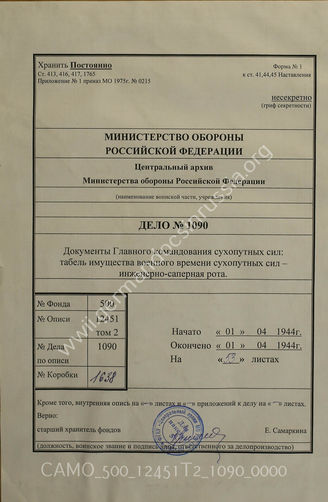 Хранить Постоянно
Форма № 1
Ст. 413, 416, 417, 1765
к ст. 41,44,45 Наставления
Приложение № 1 приказ МО 1975г. № 0215
несекретно
(гриф секретности)
МИНИСТЕРСТВО ОБОРОНЫ
РОССИЙСКОЙ ФЕДЕРАЦИИ
Центральный архив
Министерства обороны Российской Федерации
(наименование воинской части, учреждения)
ДЕЛО № 1090
Документы Главного командования сухопутных сил:
табель имущества военного времени сухопутных сил –
инженерно-саперная рота.
№ Фонда 500
№ Описи 12451
том 2
№ Дела 1090
по описи
№ Коробки 1638
Начато « 01 » 04 1944г.
Окончено « 01 » 04 1944г.
На « » листах
Кроме того, внутренняя опись на «–» листах и «–» приложений к делу на «–» листах.
Верно:
старший хранитель фондов Е. Самаркина
(должность, воинское звание и подпись лица, ответственного за делопроизводство)
CAMO_500_12451T2_1090_0000